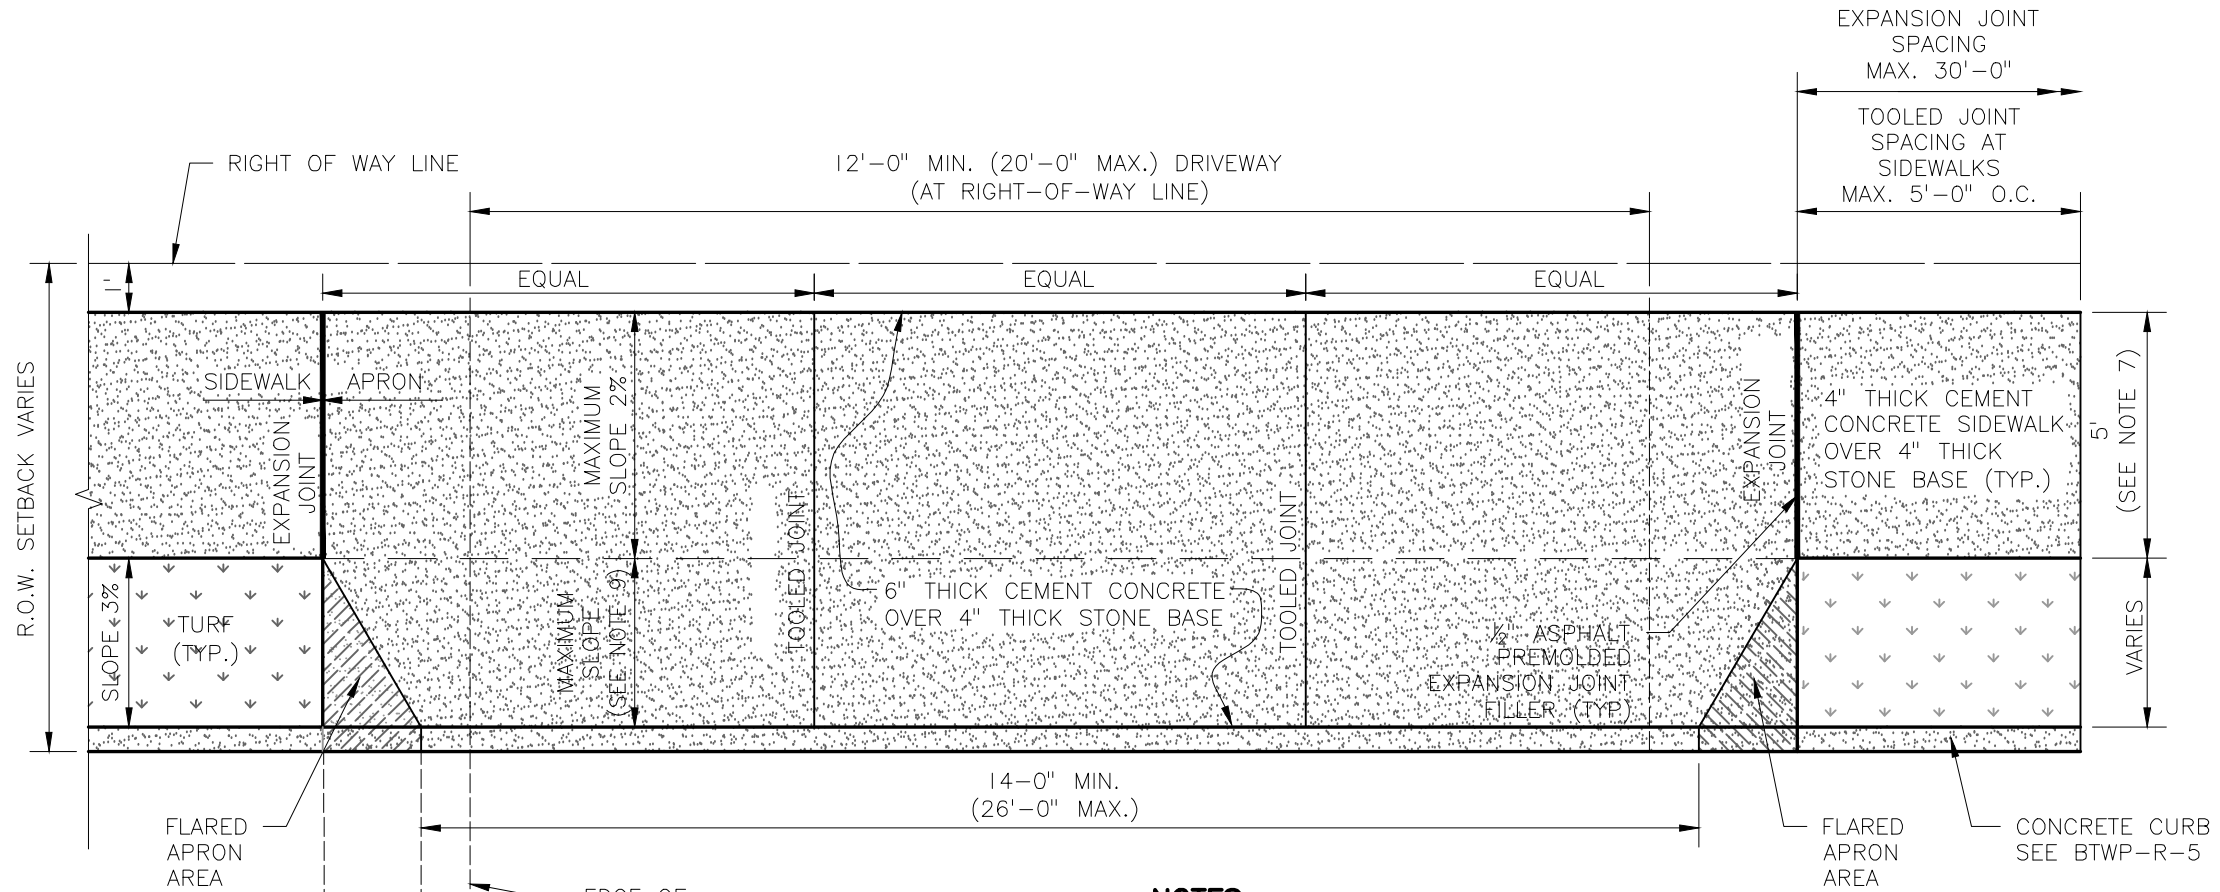 EXPANSION JOINT
SPACING
MAX. 30'-0"
TOOLED JOINT
SPACING AT
SIDEWALKS
MAX. 5'-0" O.C.
RIGHT OF WAY LINE
12'-0" MIN. (20'-0" MAX.) DRIVEWAY
(AT RIGHT-OF-WAY LINE)
1'
EQUAL
EQUAL
EQUAL
R.O.W. SETBACK VARIES
SIDEWALK
APRON
EXPANSION
JOINT
MAXIMUM
SLOPE 2%
TOOLED JOINT
TOOLED JOINT
EXPANSION
JOINT
4" THICK CEMENT
CONCRETE SIDEWALK
OVER 4" THICK
STONE BASE (TYP.)
5'
(SEE NOTE 7)
SLOPE 3%
TURF
(TYP.)
MAXIMUM
SLOPE
(SEE NOTE 9)
6" THICK CEMENT CONCRETE
OVER 4" THICK STONE BASE
½" ASPHALT
PREMOLDED
EXPANSION JOINT
FILLER (TYP)
VARIES
14-0" MIN.
(26'-0" MAX.)
FLARED
APRON
AREA
FLARED
APRON
AREA
CONCRETE CURB
SEE BTWP-R-5
EDGE OF
NOTES